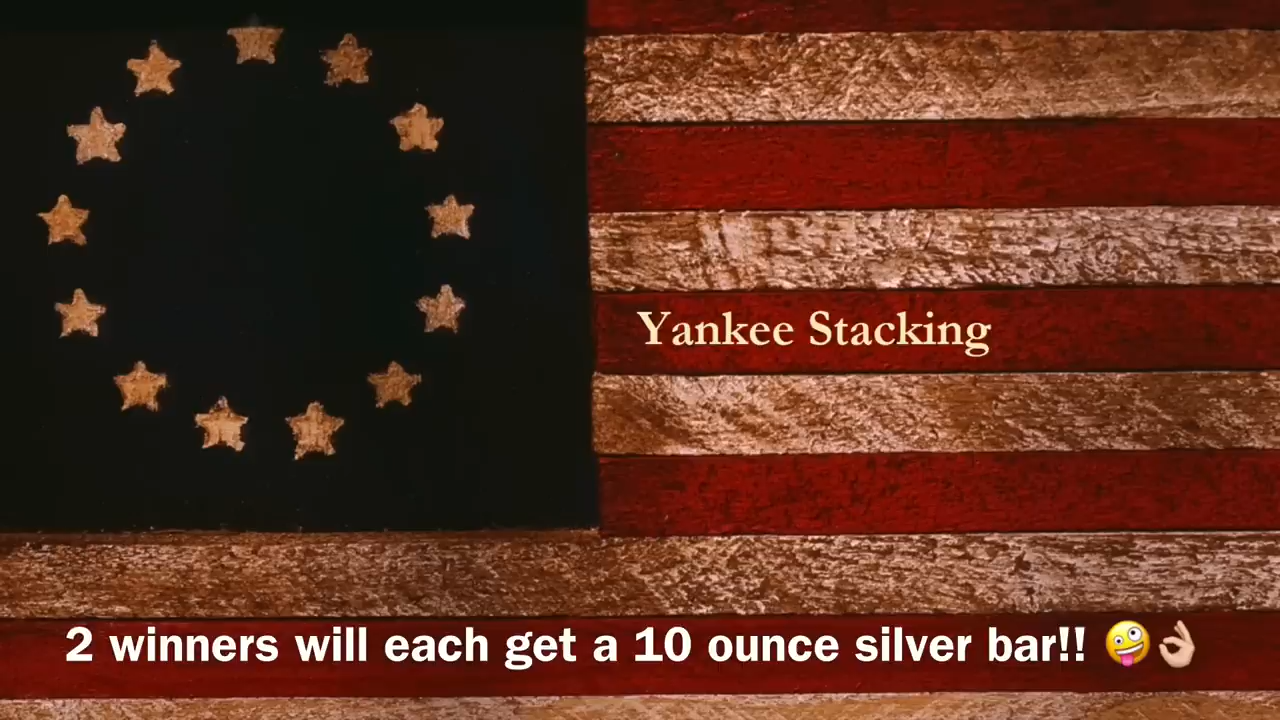 Yankee Stacking
2 winners will each get a 10 ounce silver bar!! 🤪👌🏼